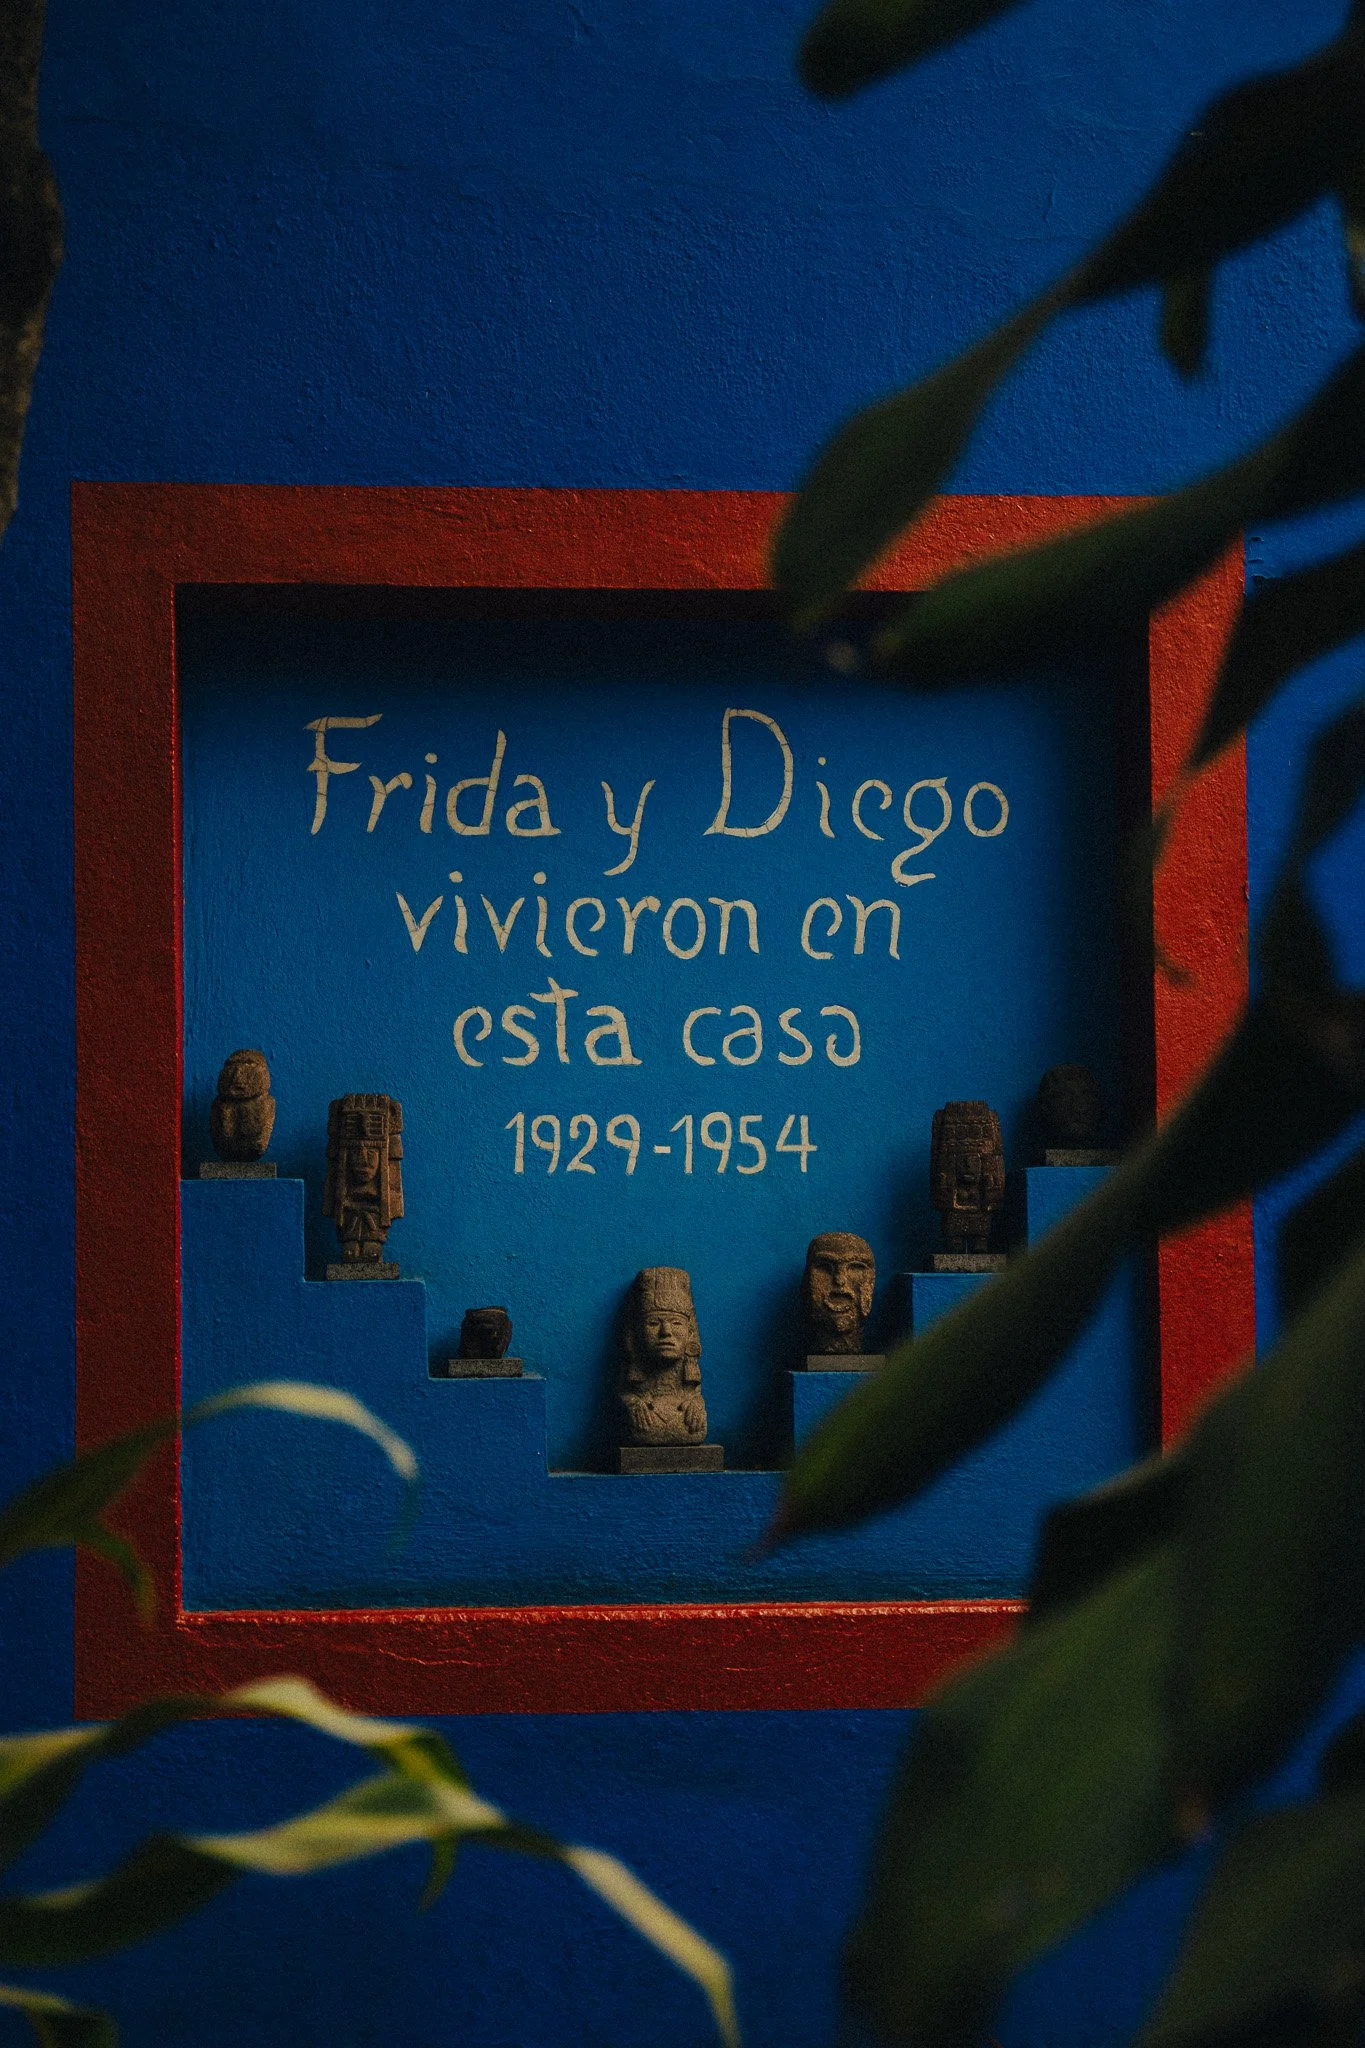 Frida y Diego
vivieron en
esta casa
1929-1954